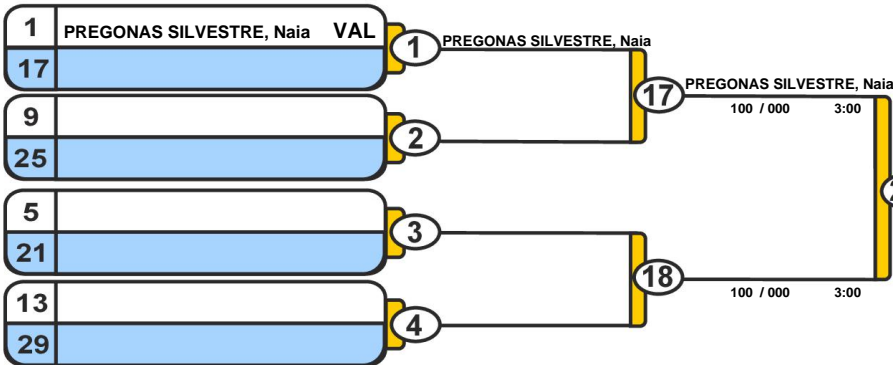 1 PREGONAS SILVESTRE, Naia VAL
17
1
PREGONAS SILVESTRE, Naia
9
25
2
17
PREGONAS SILVESTRE, Naia
100 / 000 3:00
5
21
3
13
29
4
18
100 / 000 3:00